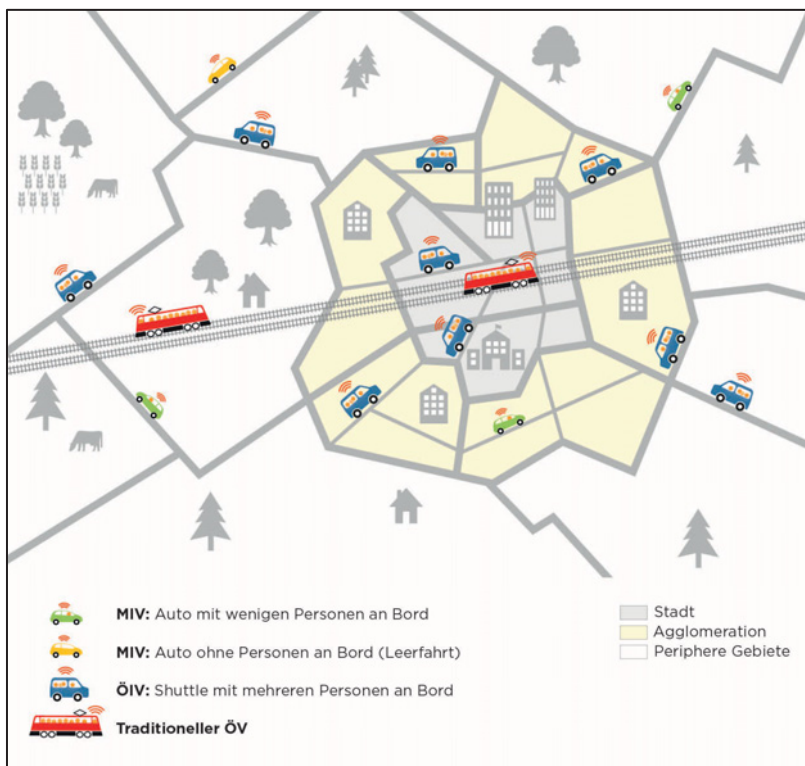 MIV: Auto mit wenigen Personen an Bord
MIV: Auto ohne Personen an Bord (Leerfahrt)
ÖIV: Shuttle mit mehreren Personen an Bord
Traditioneller ÖV
Stadt
Agglomeration
Periphere Gebiete